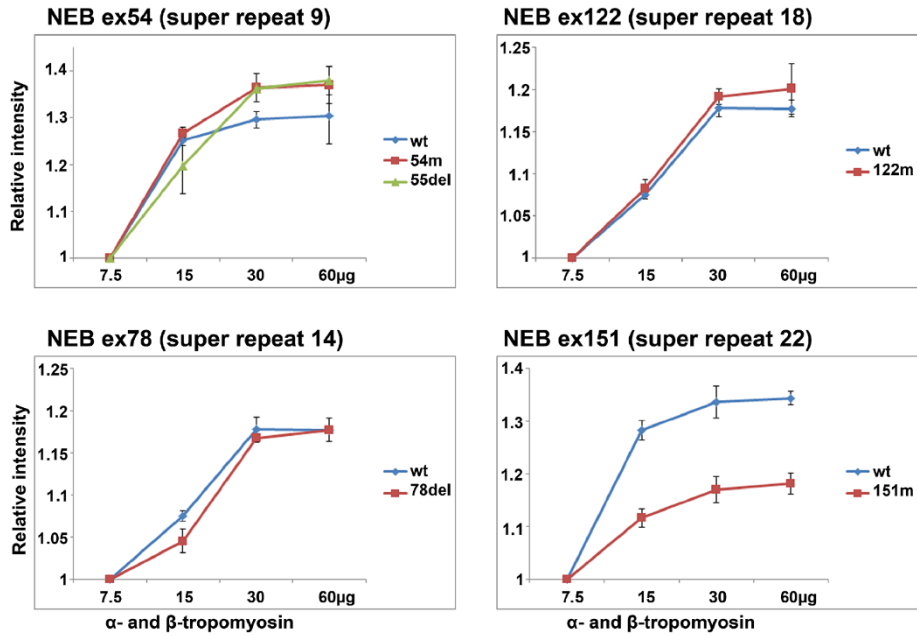 NEB ex54 (super repeat 9)
Relative intensity
1.4
1.3
1.2
1.1
1
7.5 15 30 60µg
wt
54m
55del
NEB ex122 (super repeat 18)
1.25
1.2
1.15
1.1
1.05
1
7.5 15 30 60µg
wt
122m
NEB ex78 (super repeat 14)
Relative intensity
1.25
1.2
1.15
1.1
1.05
1
7.5 15 30 60µg
α- and β-tropomyosin
wt
78del
NEB ex151 (super repeat 22)
1.4
1.3
1.2
1.1
1
7.5 15 30 60µg
α- and β-tropomyosin
wt
151m